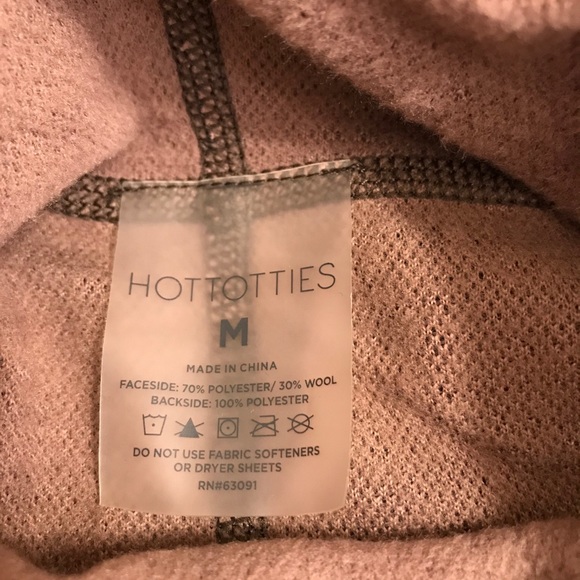 HOTTOTTIES
M
MADE IN CHINA
FACESIDE: 70% POLYESTER/ 30% WOOL
BACKSIDE: 100% POLYESTER
DO NOT USE FABRIC SOFTENERS
OR DRYER SHEETS
RN#63091